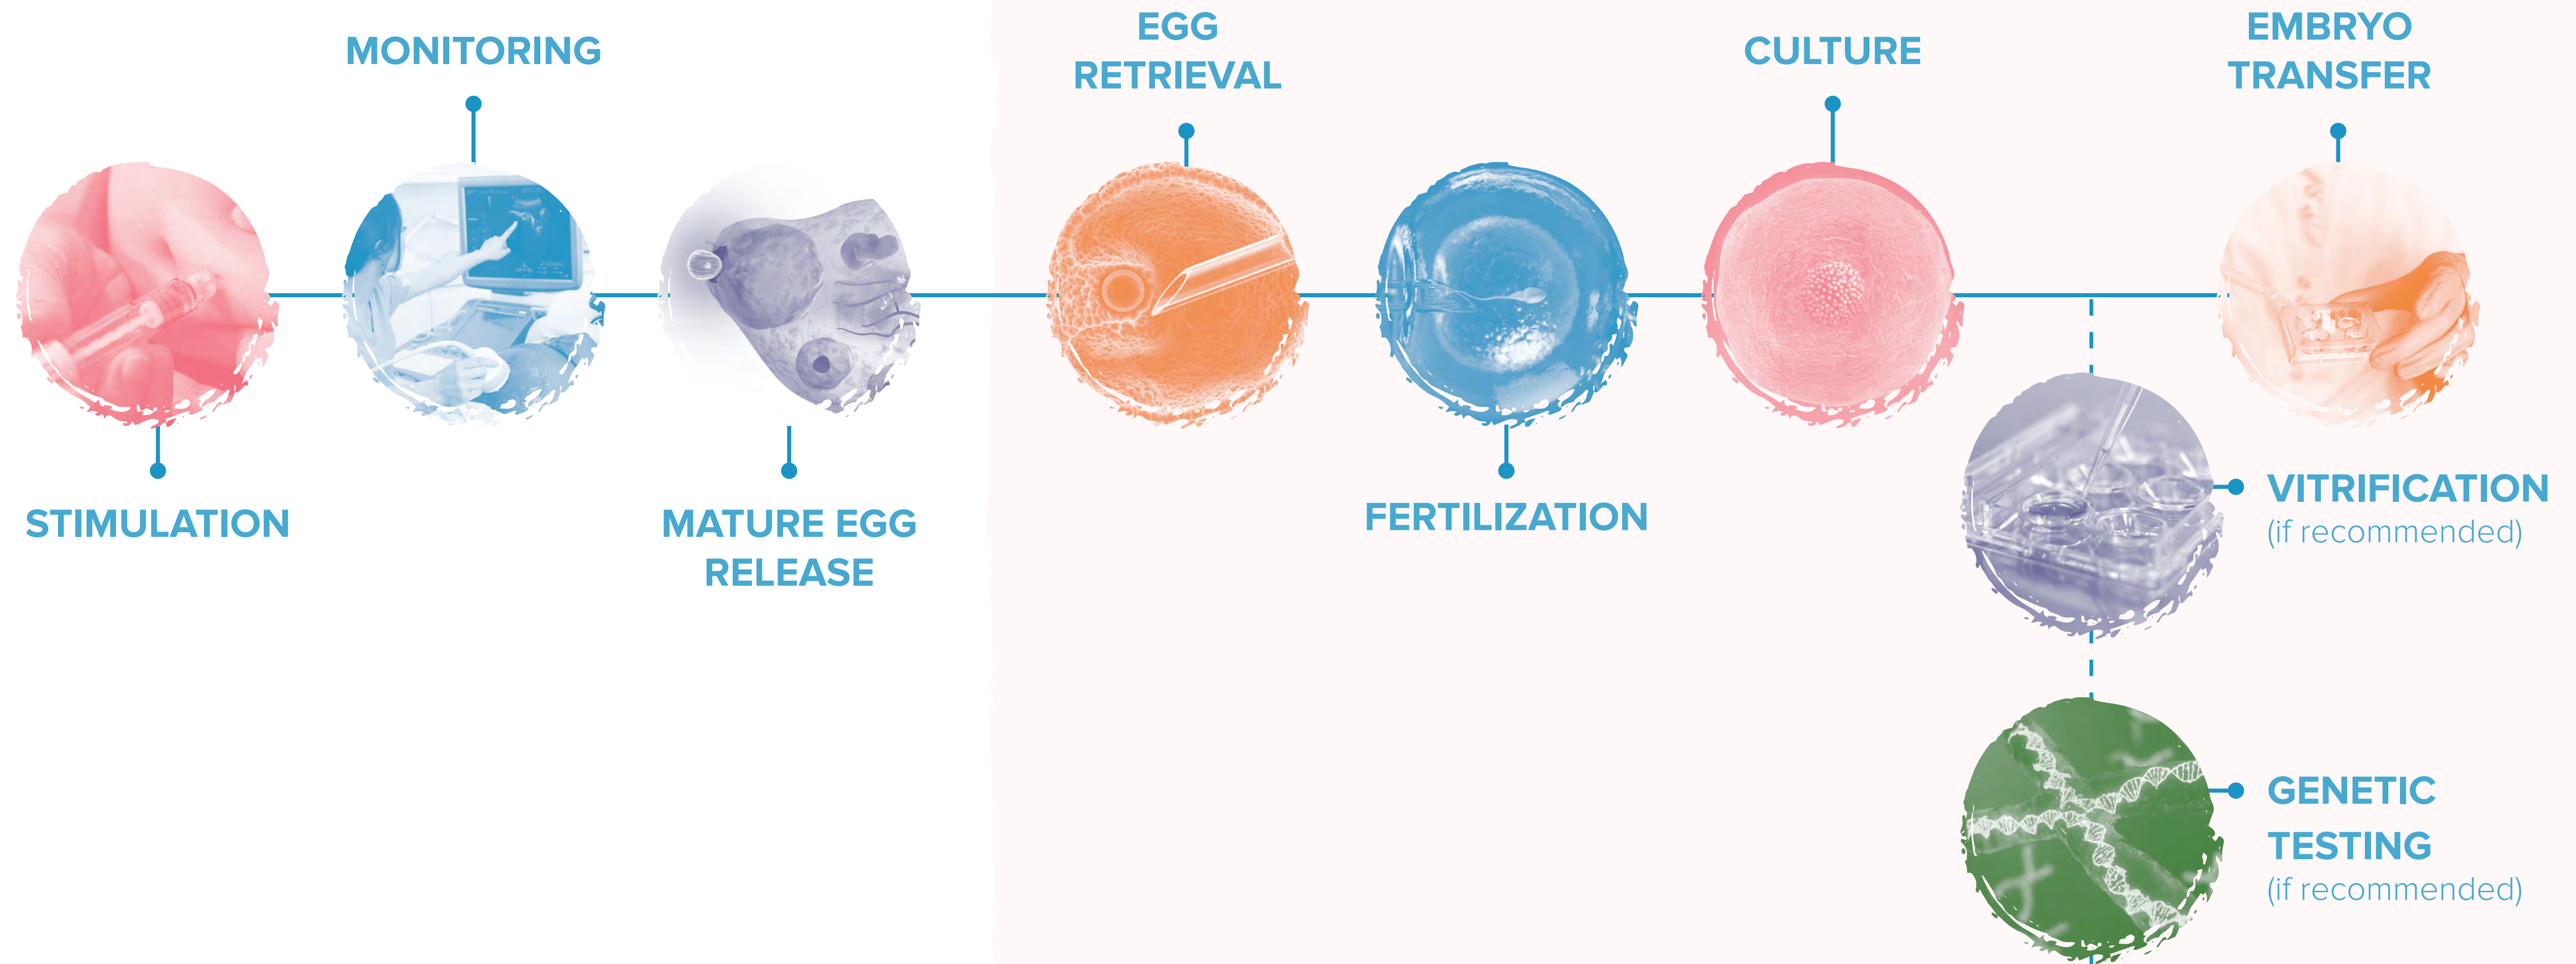 MONITORING
EGG
RETRIEVAL
CULTURE
EMBRYO
TRANSFER
STIMULATION
MATURE EGG
RELEASE
FERTILIZATION
VITRIFICATION
(if recommended)
GENETIC
TESTING
(if recommended)